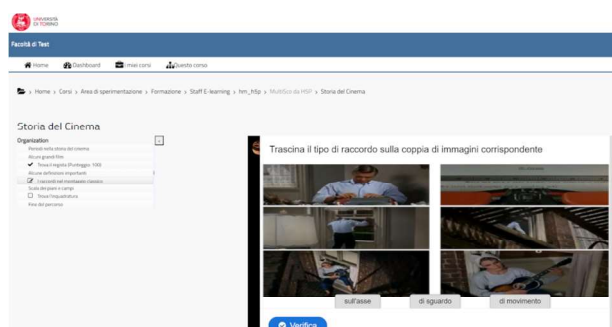 UNIVERSITÀ
DI TORINO
Facoltà di Test
Home Dashboard I miei corsi Questo corso
Home › Corsi › Area di sperimentazione › Formazione › Staff E-learning › hm_h5p › MultiSco da H5P › Storia del Cinema
Storia del Cinema
Organization
Periodi nella storia del cinema
Alcuni grandi film
Trova il regista (Punteggio: 100)
Alcune definizioni importanti
I raccordi nel montaggio classico
Scala dei piani e campi
Trova l'inquadratura
Fine del percorso
Trascina il tipo di raccordo sulla coppia di immagini corrispondente
sull'asse
di sguardo
di movimento
Verifica